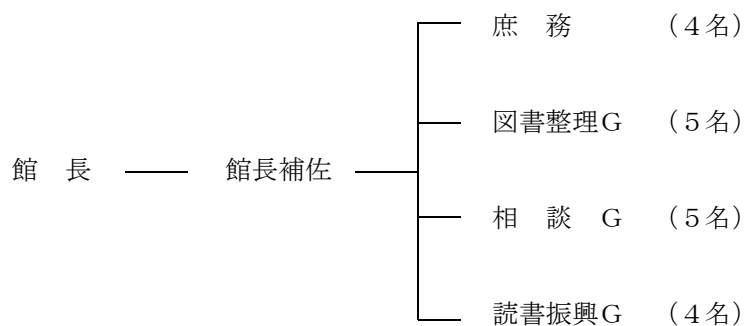 庶　務　（４名）
図書整理Ｇ　（５名）
館　長　館長補佐
相　談　Ｇ　（５名）
読書振興Ｇ　（４名）